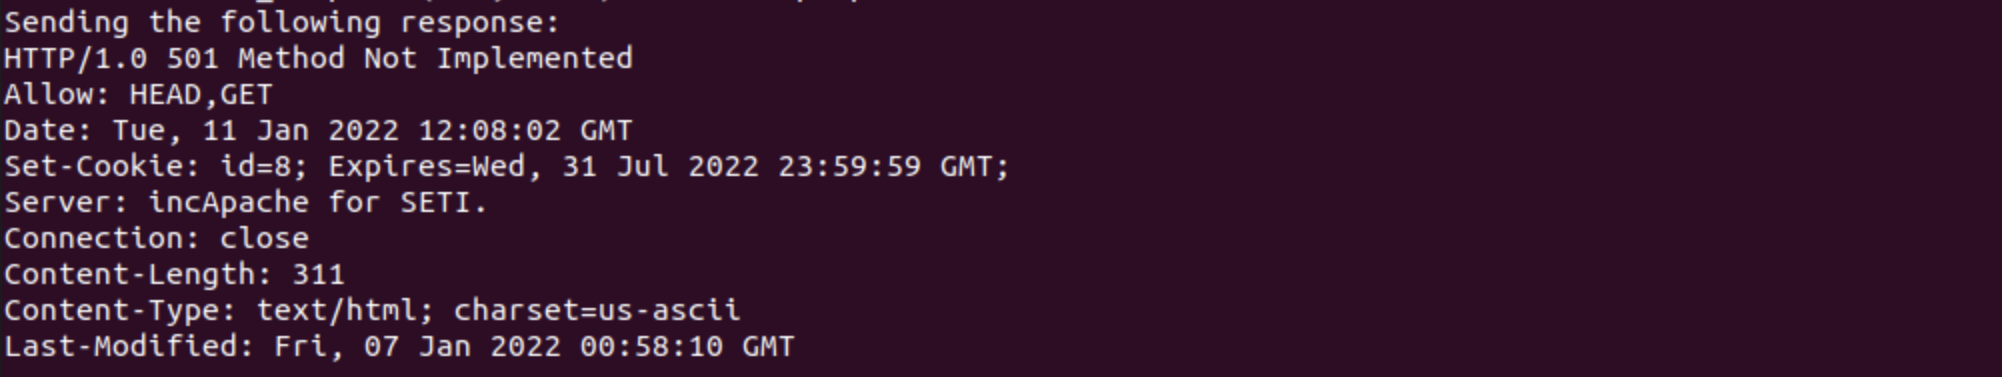 Sending the following response:
HTTP/1.0 501 Method Not Implemented
Allow: HEAD,GET
Date: Tue, 11 Jan 2022 12:08:02 GMT
Set-Cookie: id=8; Expires=Wed, 31 Jul 2022 23:59:59 GMT;
Server: incApache for SETI.
Connection: close
Content-Length: 311
Content-Type: text/html; charset=us-ascii
Last-Modified: Fri, 07 Jan 2022 00:58:10 GMT